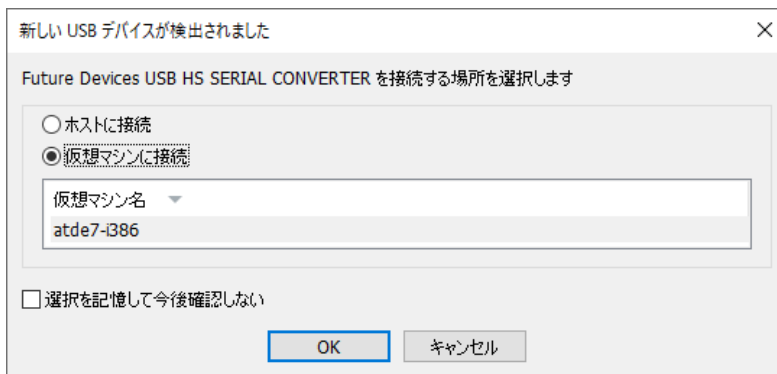 新しい USB デバイスが検出されました
Future Devices USB HS SERIAL CONVERTER を接続する場所を選択します
ホストに接続
仮想マシンに接続
仮想マシン名
atde7-i386
選択を記憶して今後確認しない
OK キャンセル